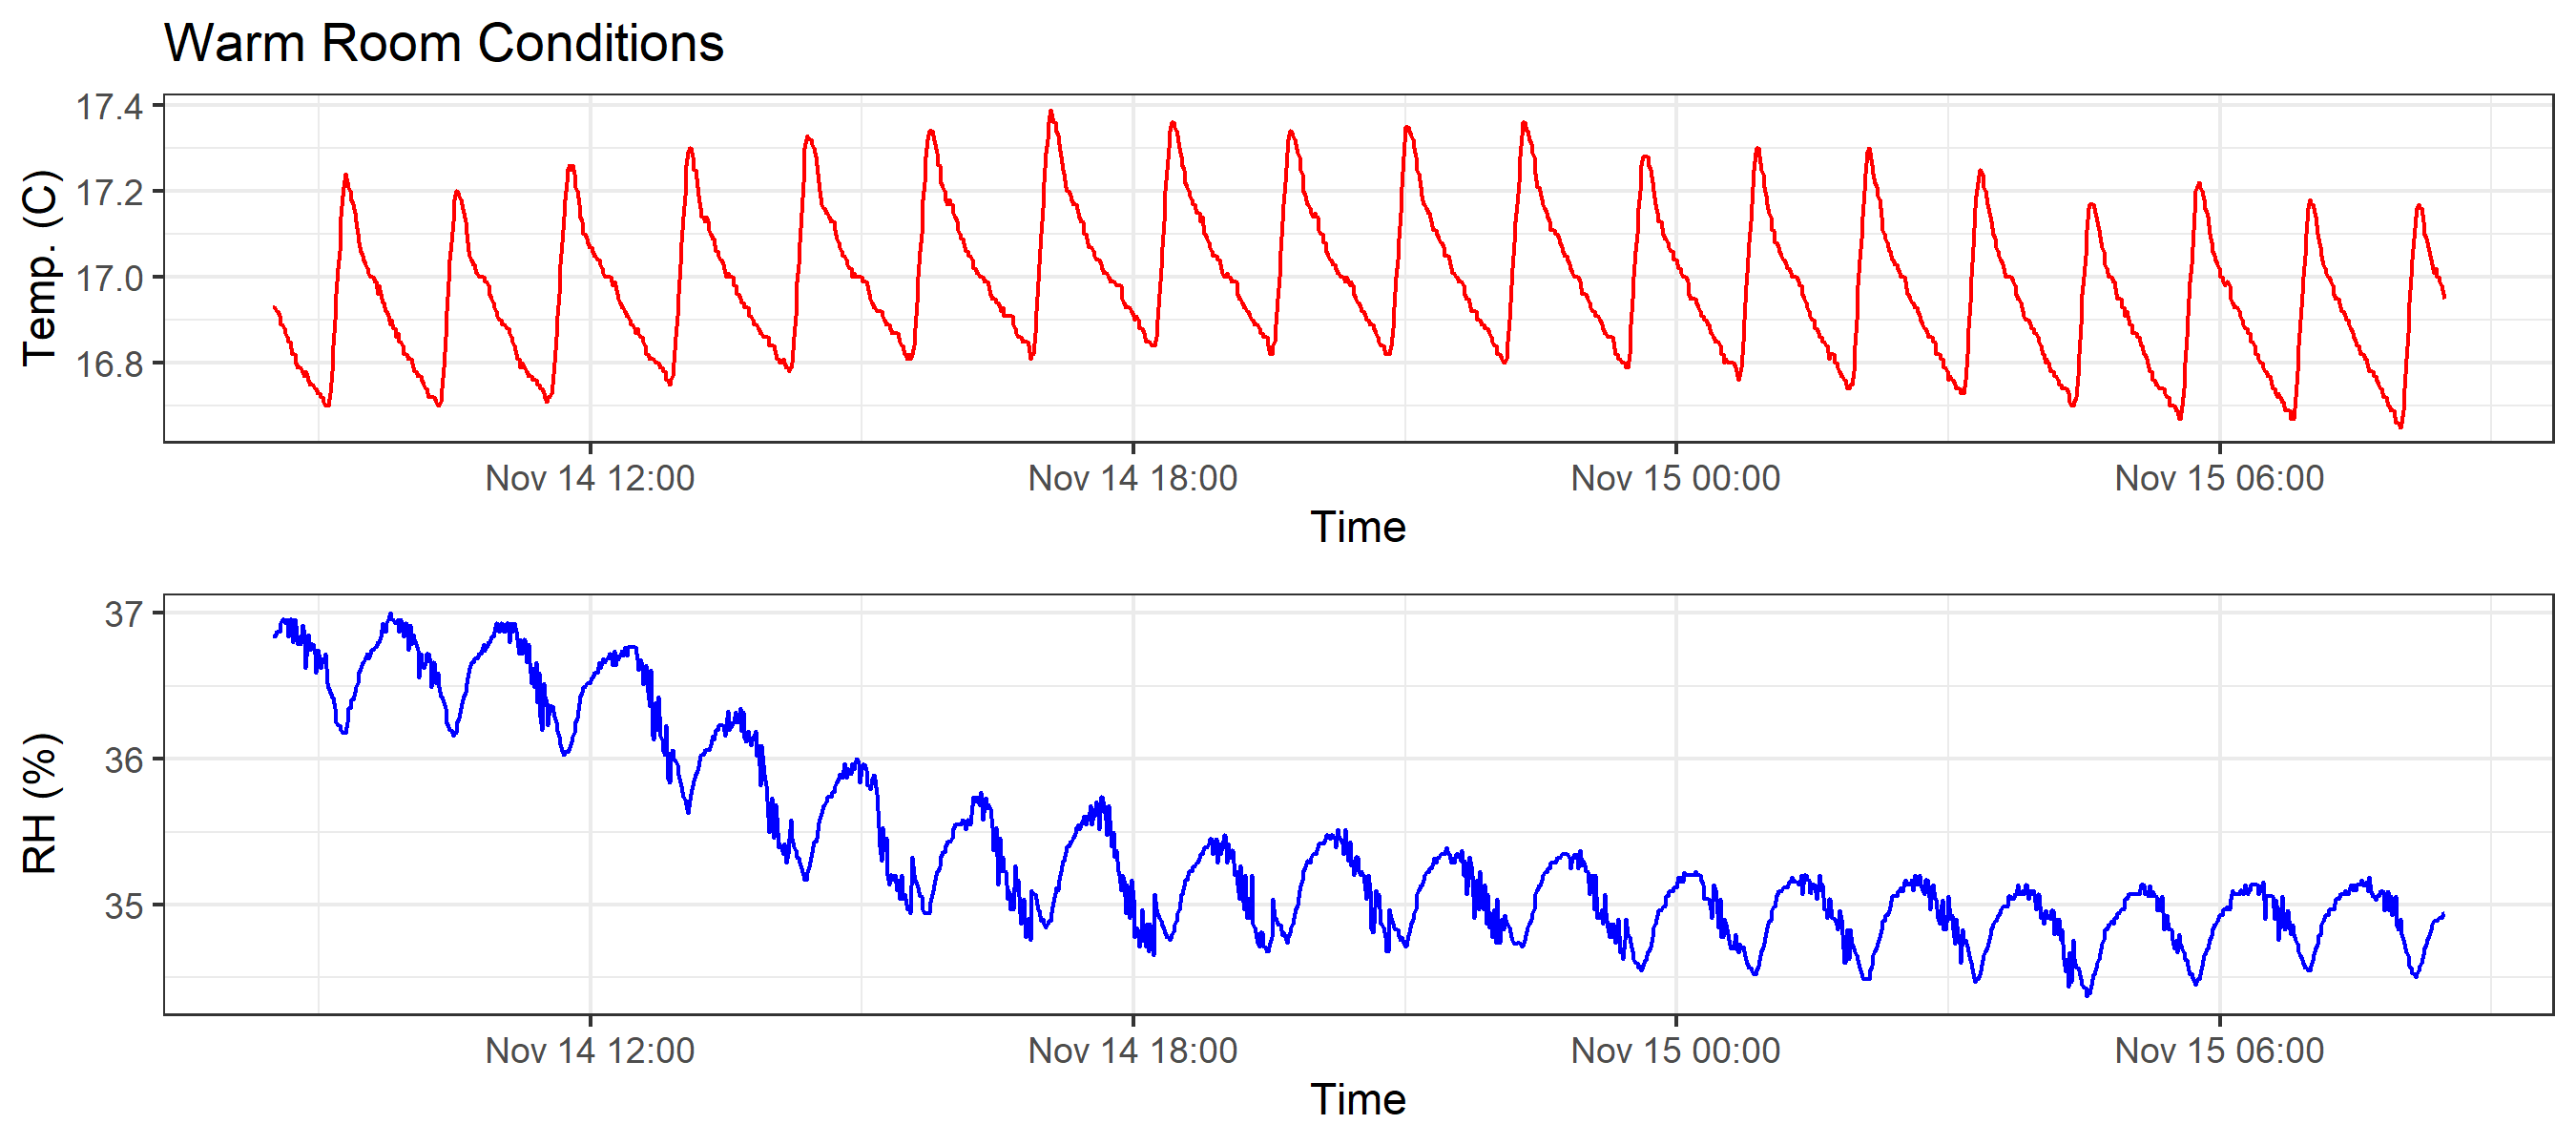 Warm Room Conditions
17.4
17.2
17.0
16.8
Temp. (C)
Nov 14 12:00 Nov 14 18:00 Nov 15 00:00 Nov 15 06:00
Time
37
36
35
RH (%)
Nov 14 12:00 Nov 14 18:00 Nov 15 00:00 Nov 15 06:00
Time